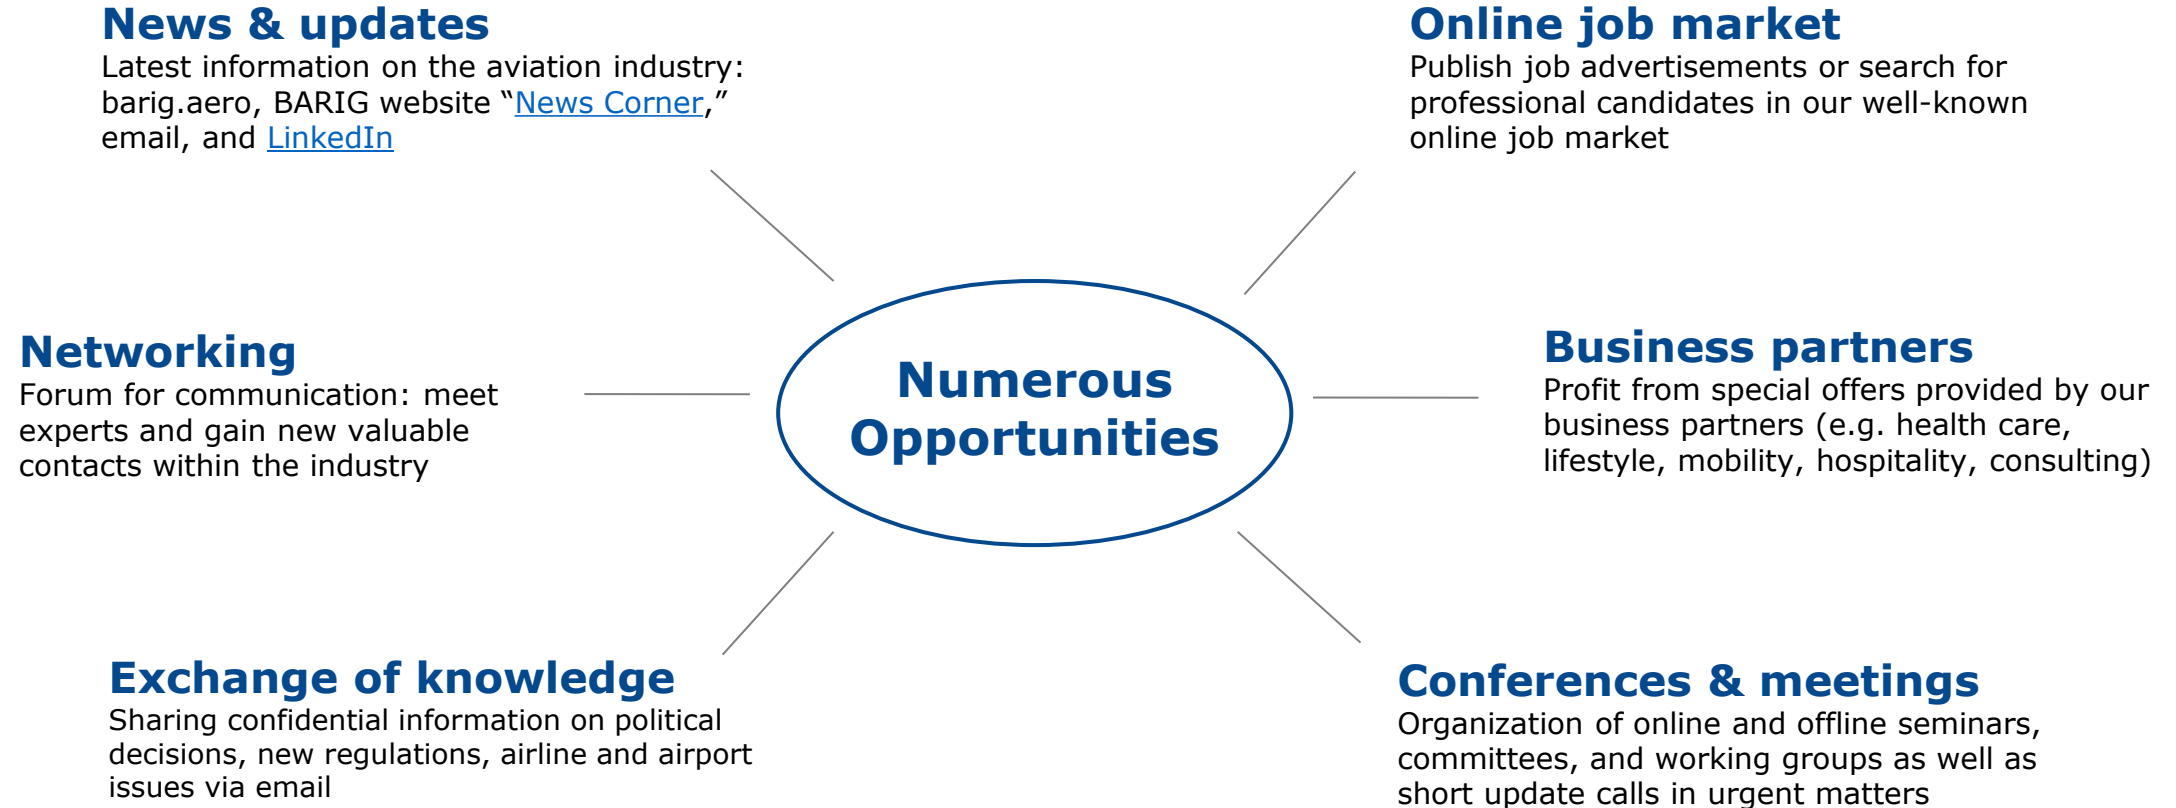 News & updates
Latest information on the aviation industry:
barig.aero, BARIG website “News Corner,”
email, and LinkedIn
Online job market
Publish job advertisements or search for
professional candidates in our well-known
online job market
Networking
Forum for communication: meet
experts and gain new valuable
contacts within the industry
Numerous
Opportunities
Business partners
Profit from special offers provided by our
business partners (e.g. health care,
lifestyle, mobility, hospitality, consulting)
Exchange of knowledge
Sharing confidential information on political
decisions, new regulations, airline and airport
issues via email
Conferences & meetings
Organization of online and offline seminars,
committees, and working groups as well as
short update calls in urgent matters